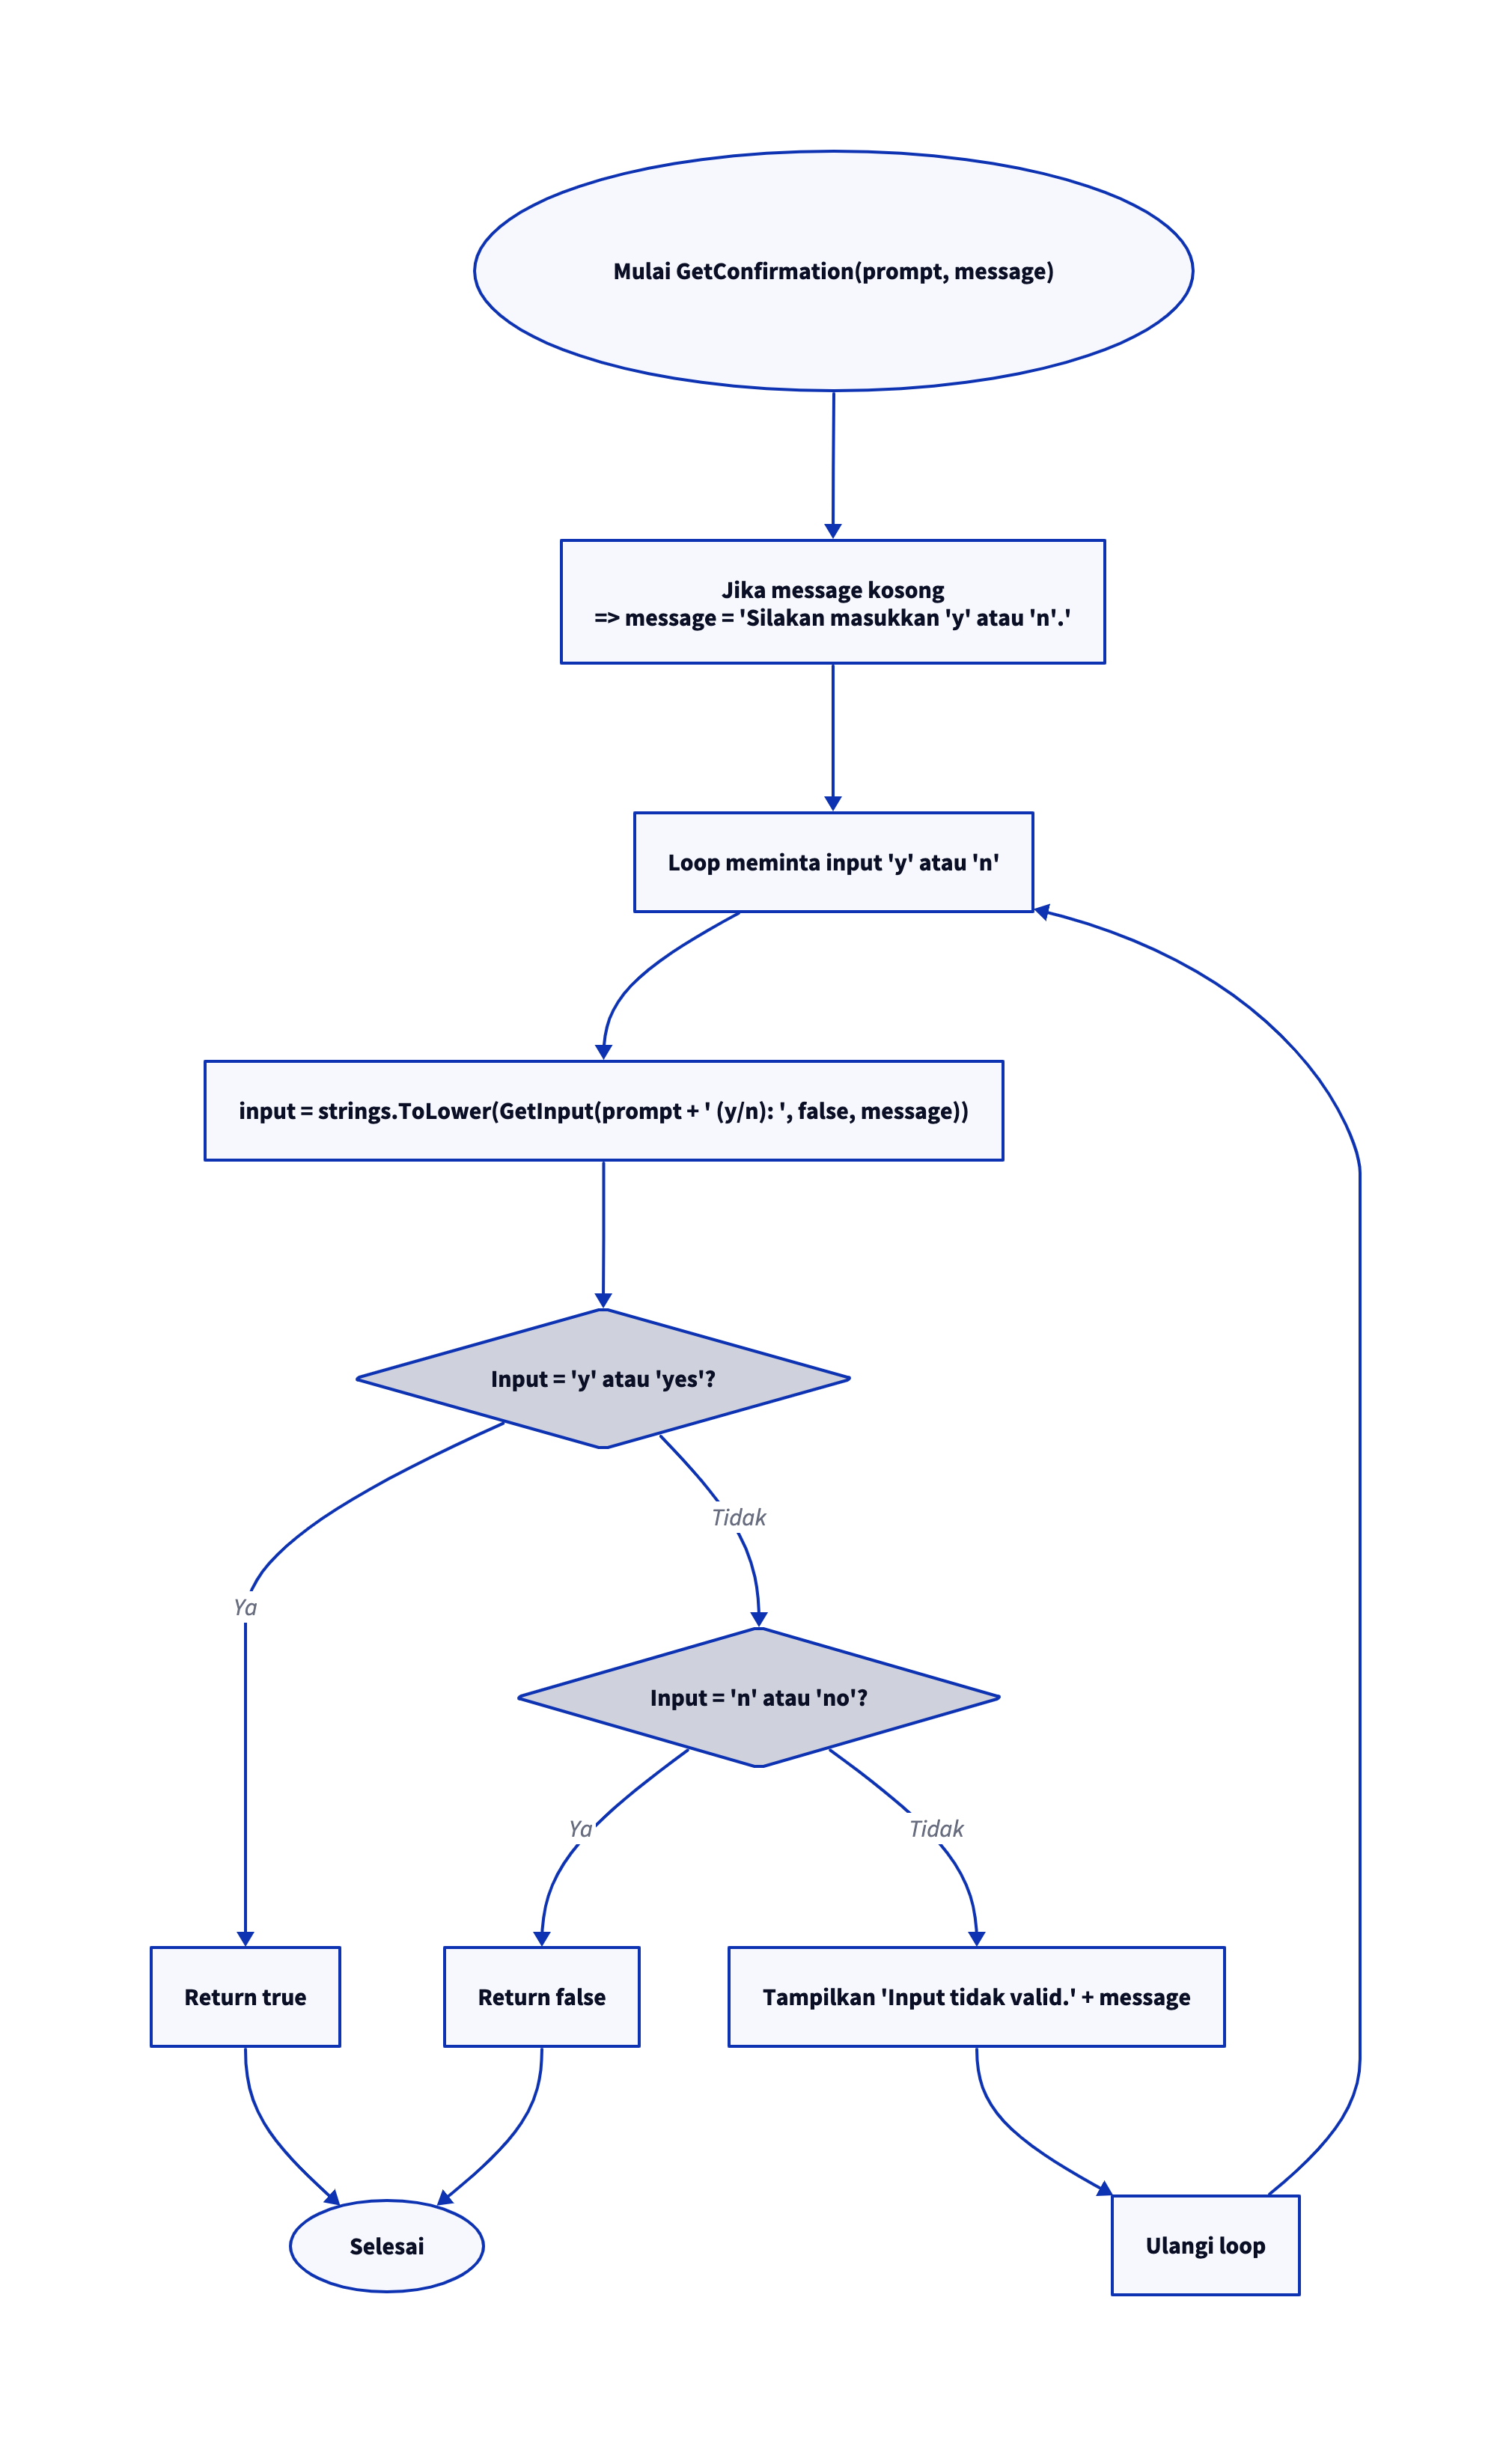 Mulai GetConfirmation(prompt, message)
Jika message kosong
=> message = 'Silakan masukkan 'y' atau 'n'.'
Loop meminta input 'y' atau 'n'
input = strings.ToLower(GetInput(prompt + ' (y/n): ', false, message))
Input = 'y' atau 'yes'?
Tidak
Ya
Input = 'n' atau 'no'?
Ya
Tidak
Return true
Return false
Tampilkan 'Input tidak valid.' + message
Selesai
Ulangi loop